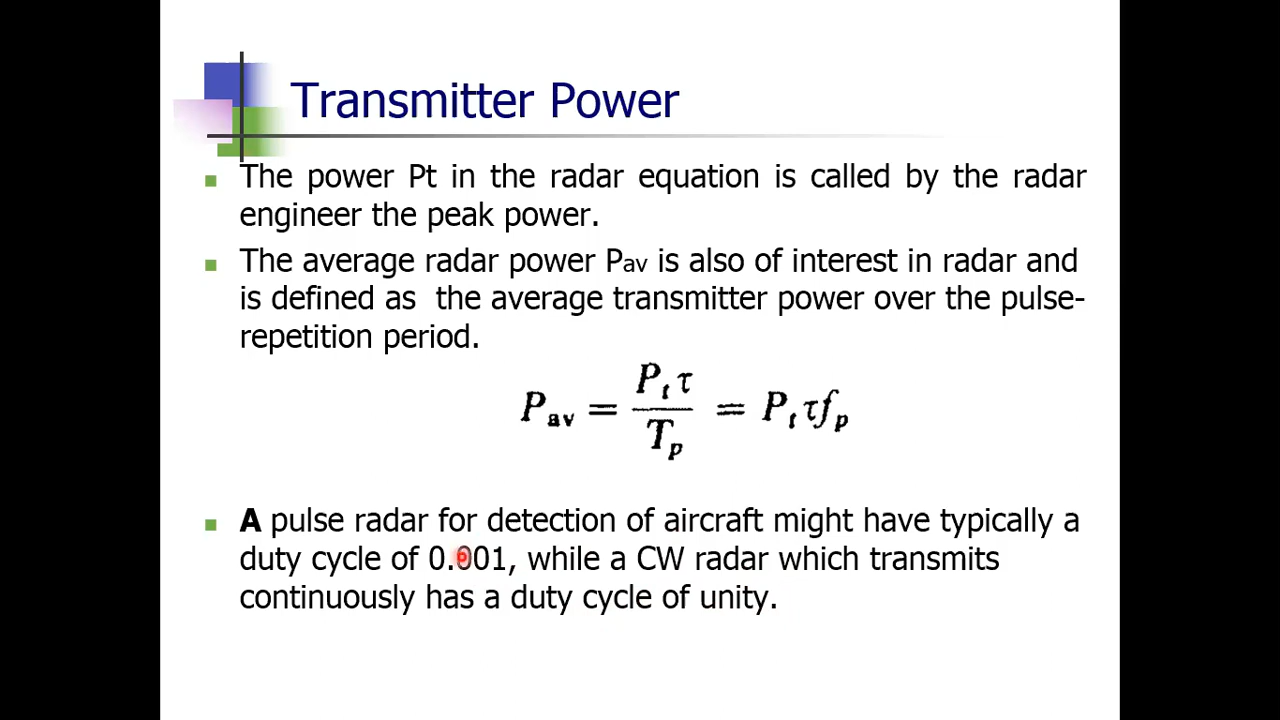 Transmitter Power
The power Pt in the radar equation is called by the radar
engineer the peak power.
The average radar power Pav is also of interest in radar and
is defined as the average transmitter power over the pulse-
repetition period.
P_av = P_t τ / T_p = P_t τ f_p
A pulse radar for detection of aircraft might have typically a
duty cycle of 0.001, while a CW radar which transmits
continuously has a duty cycle of unity.